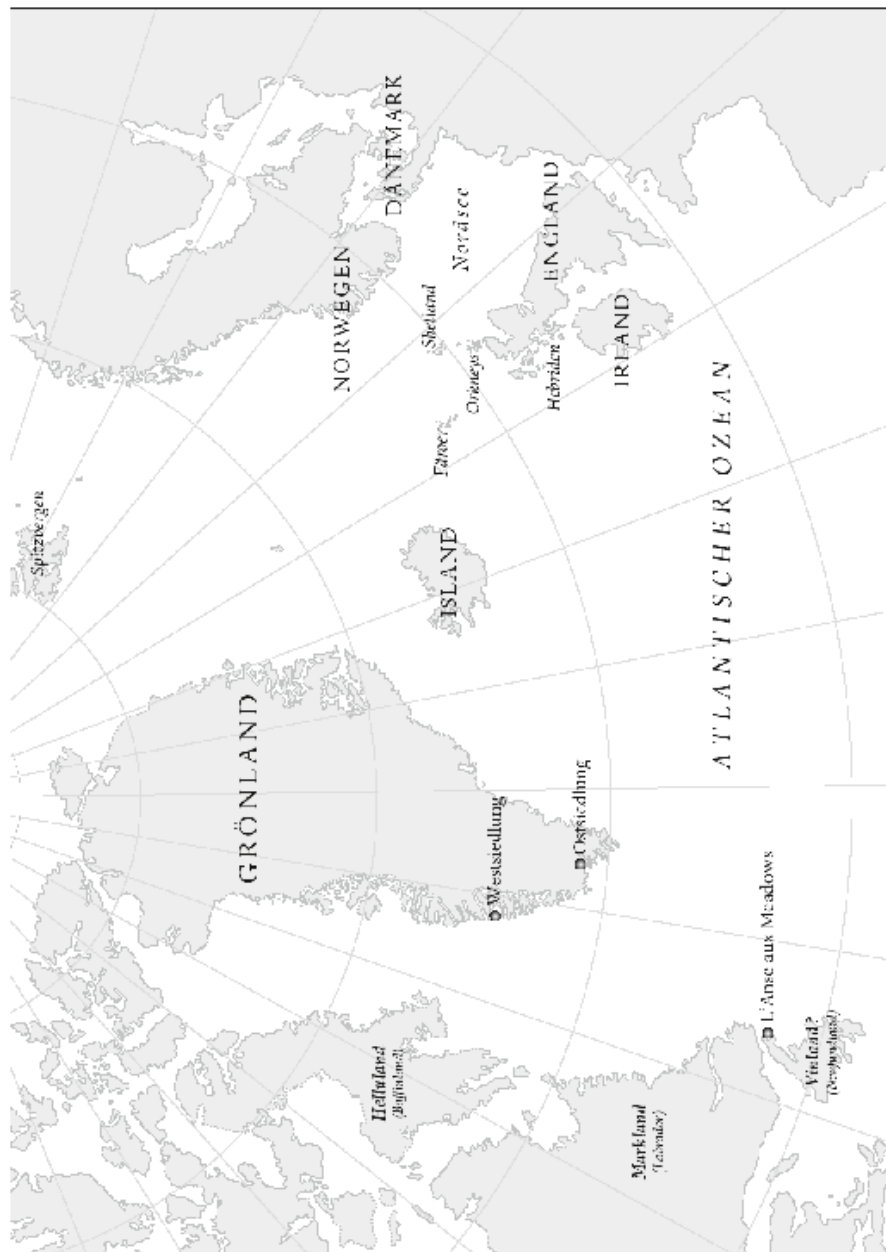 Spitzbergen
GRÖNLAND
NORWEGEN
DÄNEMARK
Helluland
(Baffinland)
ISLAND
Färöer
Shetland
Nordsee
Orkneys
Weststiedlung
Ostsiedlung
Hebriden
ENGLAND
IRLAND
Markland
(Labrador)
ATLANTISCHER OZEAN
L'Anse aux Meadows
Vinland?
(Neufundland)